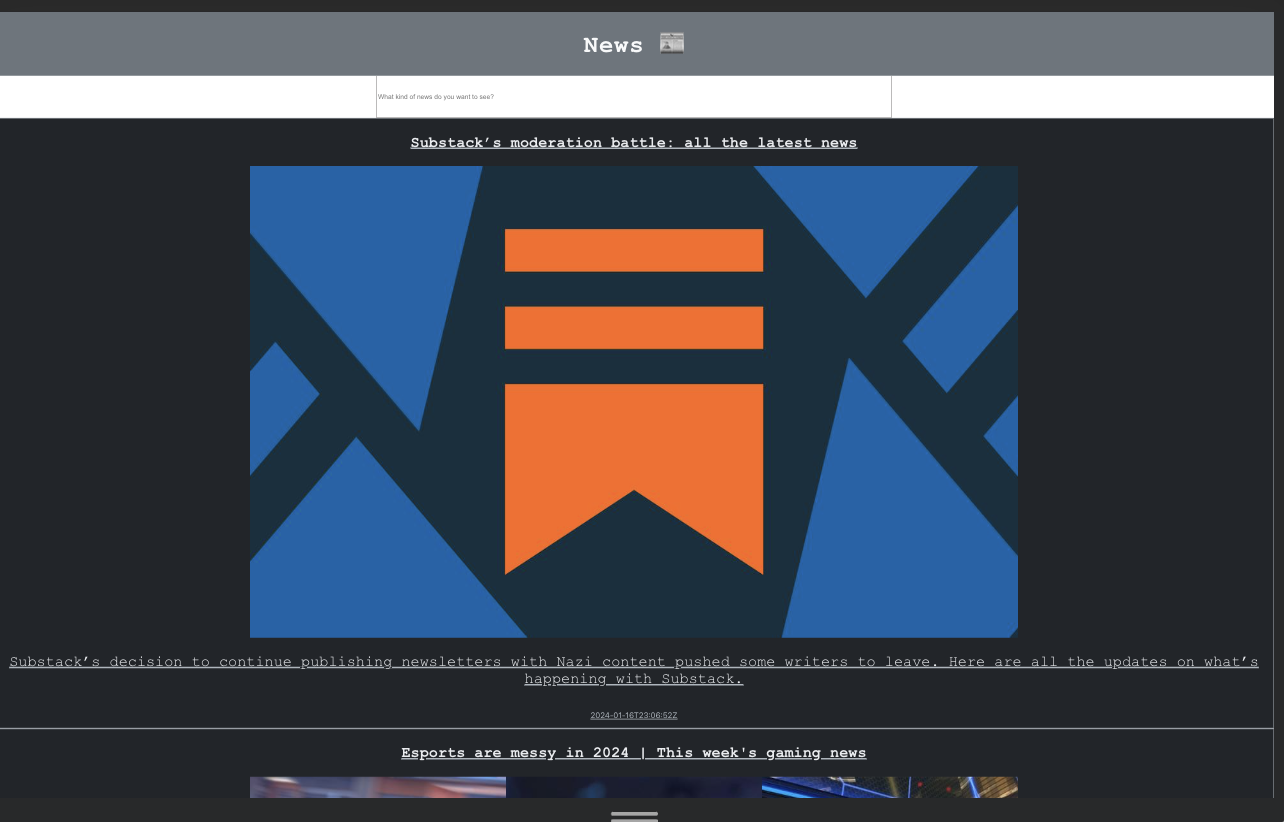 News 📰
What kind of news do you want to see?
Substack’s moderation battle: all the latest news
Substack’s decision to continue publishing newsletters with Nazi content pushed some writers to leave. Here are all the updates on what’s
happening with Substack.
2024-01-16T23:06:52Z
Esports are messy in 2024 | This week's gaming news